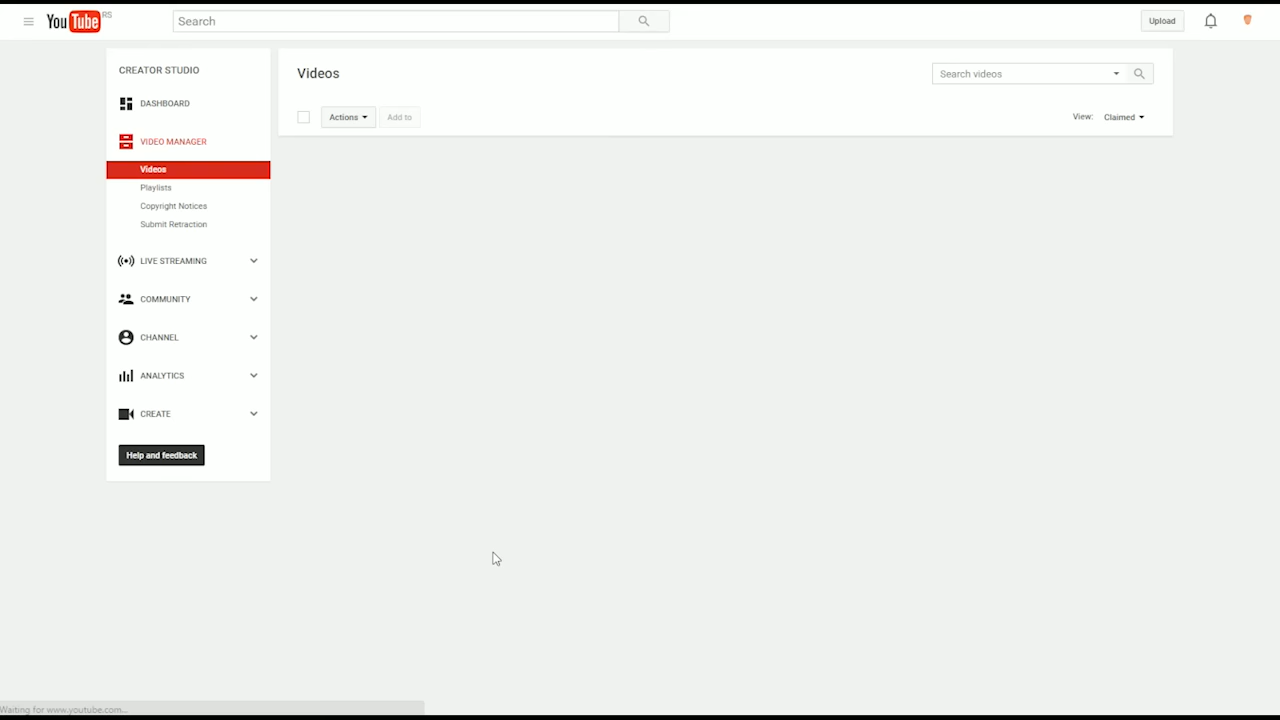 YouTube RS
Search
Upload
CREATOR STUDIO
DASHBOARD
VIDEO MANAGER
Videos
Playlists
Copyright Notices
Submit Retraction
LIVE STREAMING
COMMUNITY
CHANNEL
ANALYTICS
CREATE
Help and feedback
Videos
Search videos
Actions
Add to
View: Claimed
Waiting for www.youtube.com...